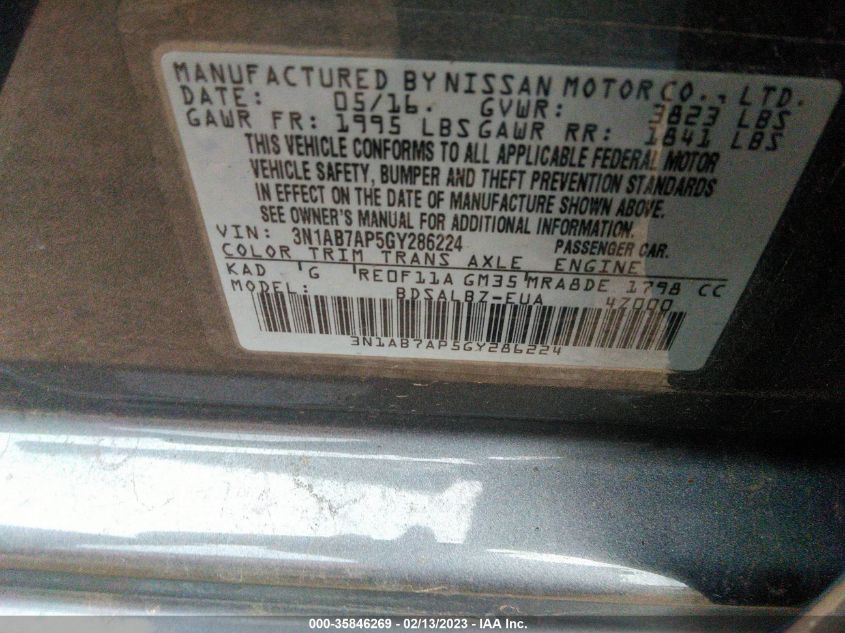 MANUFACTURED BY NISSAN MOTOR CO., LTD.
DATE: 05/16. GVWR: 3823 LBS
GAWR FR: 1995 LBS GAWR RR: 1841 LBS
THIS VEHICLE CONFORMS TO ALL APPLICABLE FEDERAL MOTOR
VEHICLE SAFETY, BUMPER AND THEFT PREVENTION STANDARDS
IN EFFECT ON THE DATE OF MANUFACTURE SHOWN ABOVE.
SEE OWNER'S MANUAL FOR ADDITIONAL INFORMATION.
VIN: 3N1AB7AP5GY286224 PASSENGER CAR.
COLOR TRIM TRANS AXLE ENGINE
KAD G RE0F11A GM35 MRA8DE 1798 CC
MODEL: BDSALBZ-EUA 47000
3N1AB7AP5GY286224
000-35846269 - 02/13/2023 - IAA Inc.